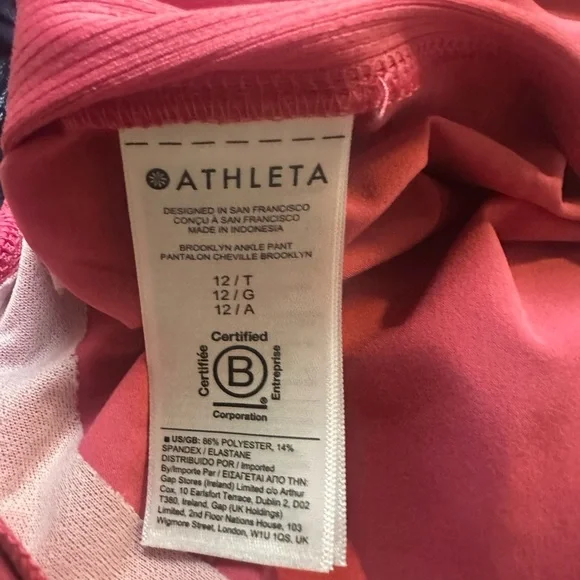 ATHLETA
DESIGNED IN SAN FRANCISCO
CONÇU À SAN FRANCISCO
MADE IN INDONESIA
BROOKLYN ANKLE PANT
PANTALON CHEVILLE BROOKLYN
12 / T
12 / G
12 / A
Certified
Certifiée
B
Entreprise
®
Corporation
■ US/GB: 86% POLYESTER, 14%
SPANDEX / ELASTANE
DISTRIBUIDO POR / Imported
By/Importe Par / ΕΙΣΑΓΕΤΑΙ ΑΠΟ ΤΗΝ:
Gap Stores (Ireland) Limited c/o Arthur
Cox, 10 Earlsfort Terrace, Dublin 2, D02
T380, Ireland, Gap (UK Holdings)
Limited, 2nd Floor Nations House, 103
Wigmore Street, London, W1U 1QS. UK